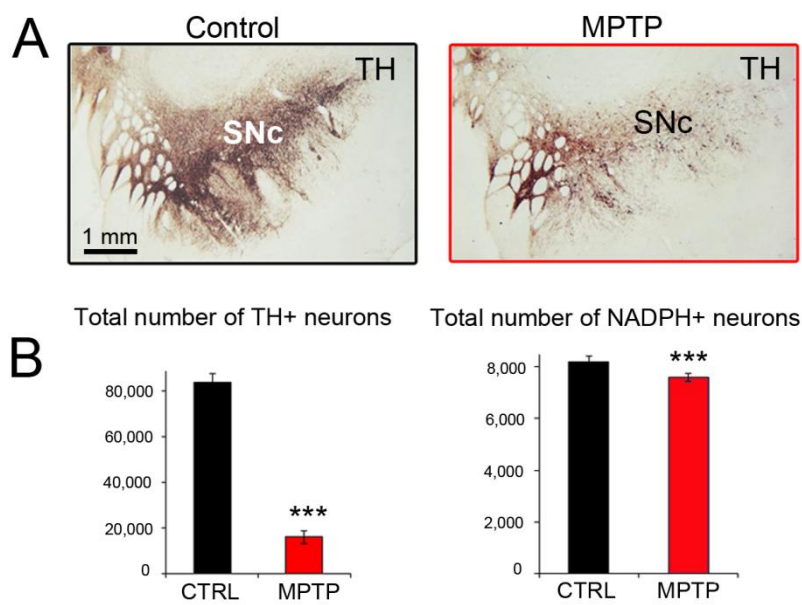 A
Control
MPTP
TH
TH
SNc
SNc
1 mm
Total number of TH+ neurons
Total number of NADPH+ neurons
B
80,000
60,000
40,000
20,000
0
***
CTRL
MPTP
8,000
6,000
4,000
2,000
0
***
CTRL
MPTP